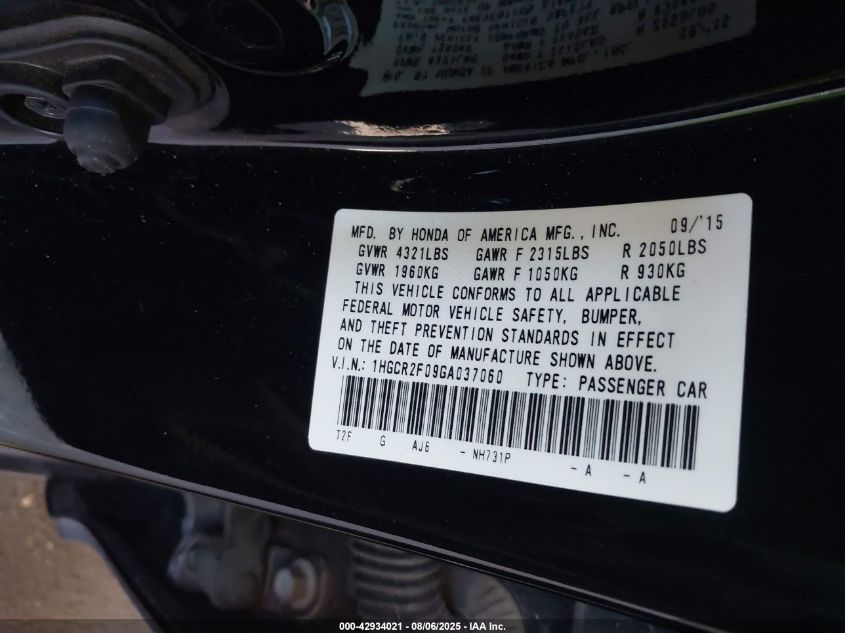 MFD. BY HONDA OF AMERICA MFG., INC. 09/'15
GVWR 4321LBS GAWR F 2315LBS R 2050LBS
GVWR 1960KG GAWR F 1050KG R 930KG
THIS VEHICLE CONFORMS TO ALL APPLICABLE
FEDERAL MOTOR VEHICLE SAFETY, BUMPER,
AND THEFT PREVENTION STANDARDS IN EFFECT
ON THE DATE OF MANUFACTURE SHOWN ABOVE.
V.I.N.: 1HGCR2F09GA037060 TYPE: PASSENGER CAR
T2F G AJ6 - NH731P - A - A
000-42934021 - 08/06/2025 - IAA Inc.